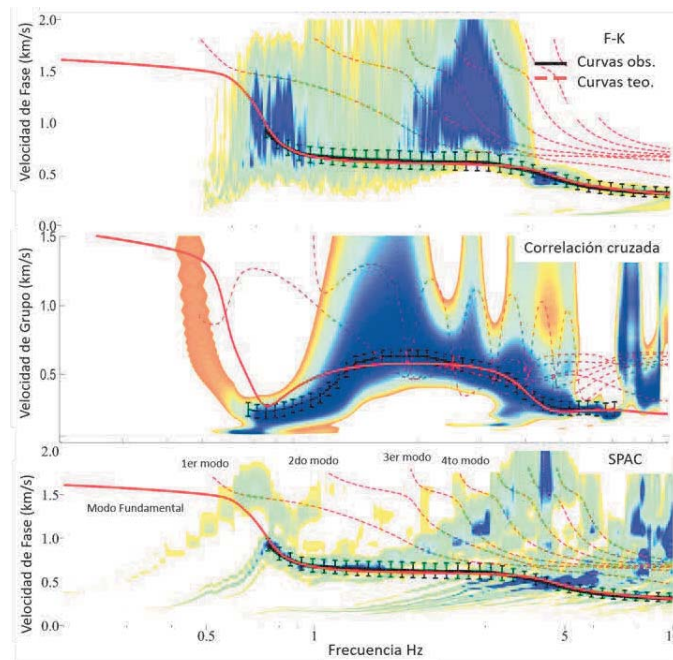 2.0
F-K
Curvas obs.
Curvas teo.
1.5
1.0
0.5
0.0
Velocidad de Fase (km/s)
1.5
Correlación cruzada
1.0
0.5
0.0
Velocidad de Grupo (km/s)
2.0
1er modo
2do modo
3er modo
4to modo
SPAC
1.5
Modo Fundamental
1.0
0.5
0.0
Velocidad de Fase (km/s)
0.5
1
5
10
Frecuencia Hz